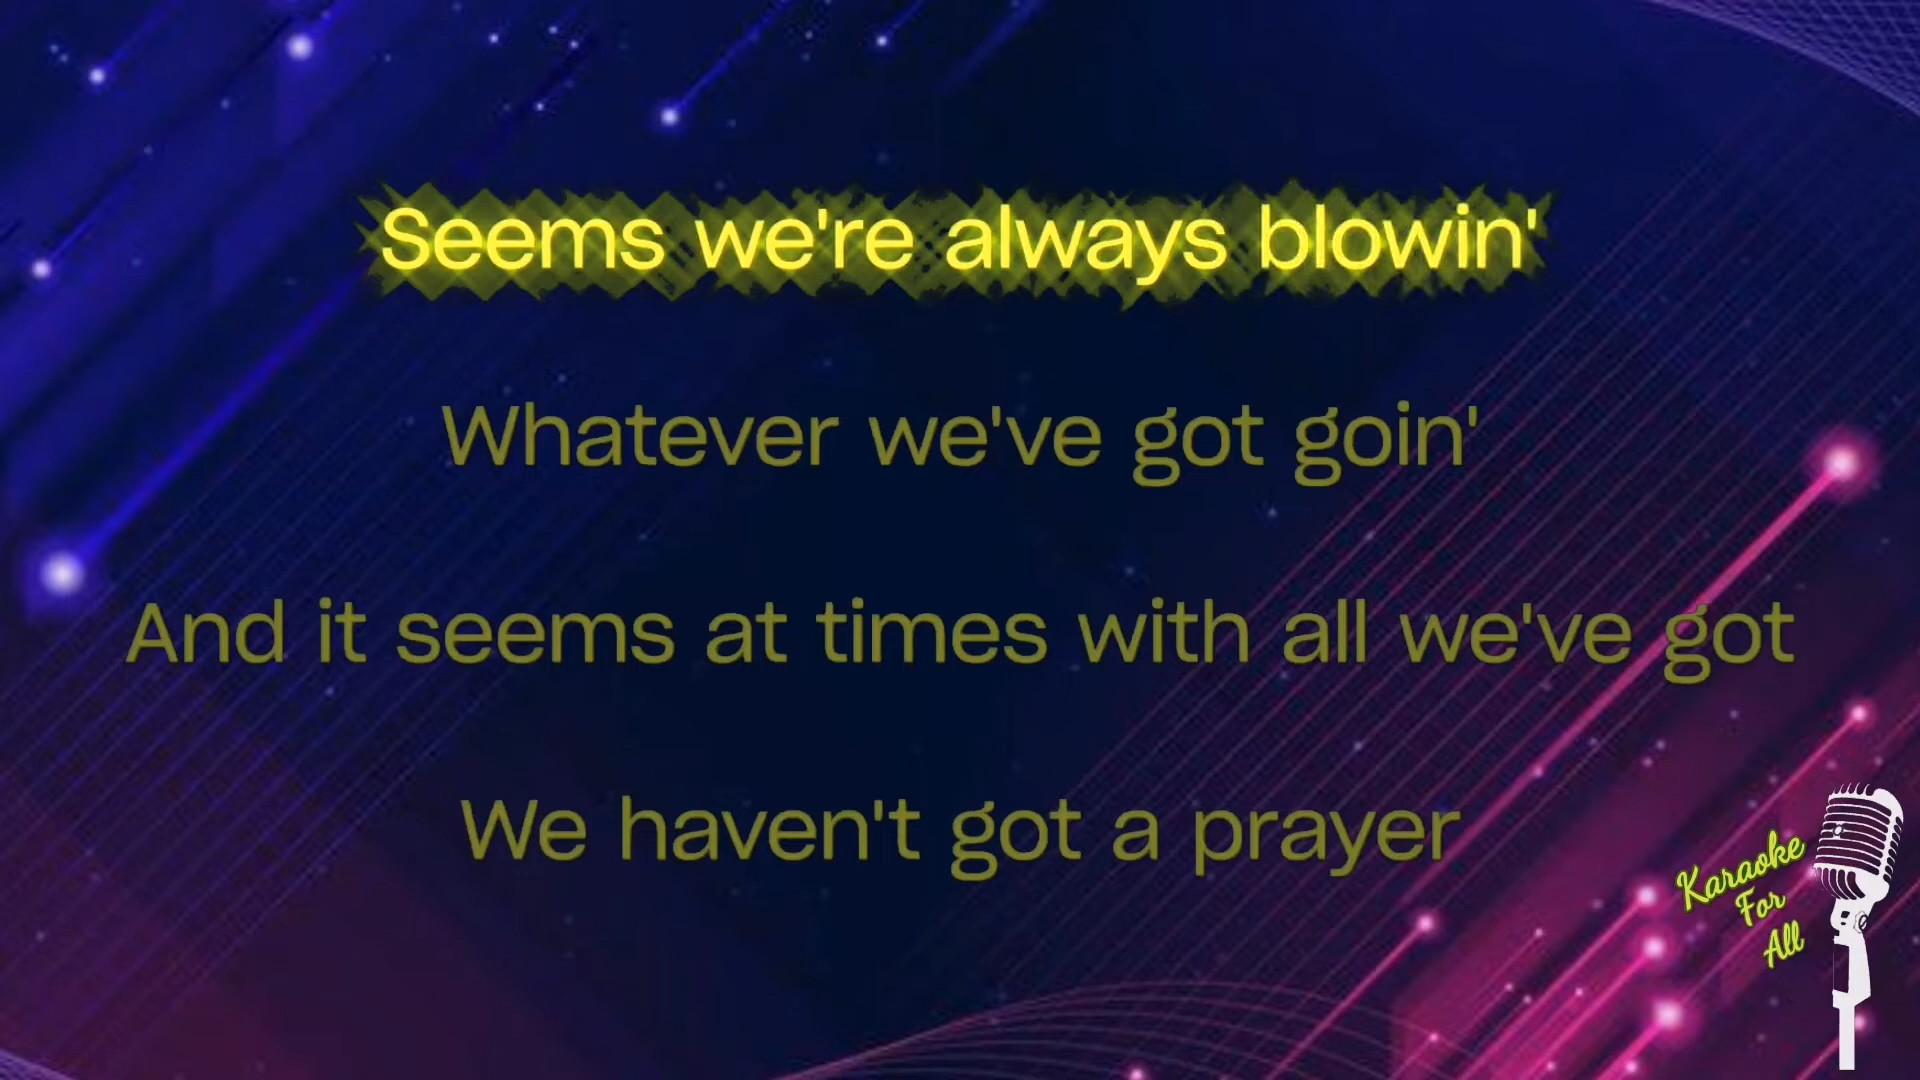 Seems we're always blowin'
Whatever we've got goin'
And it seems at times with all we've got
We haven't got a prayer
Karaoke
For
All